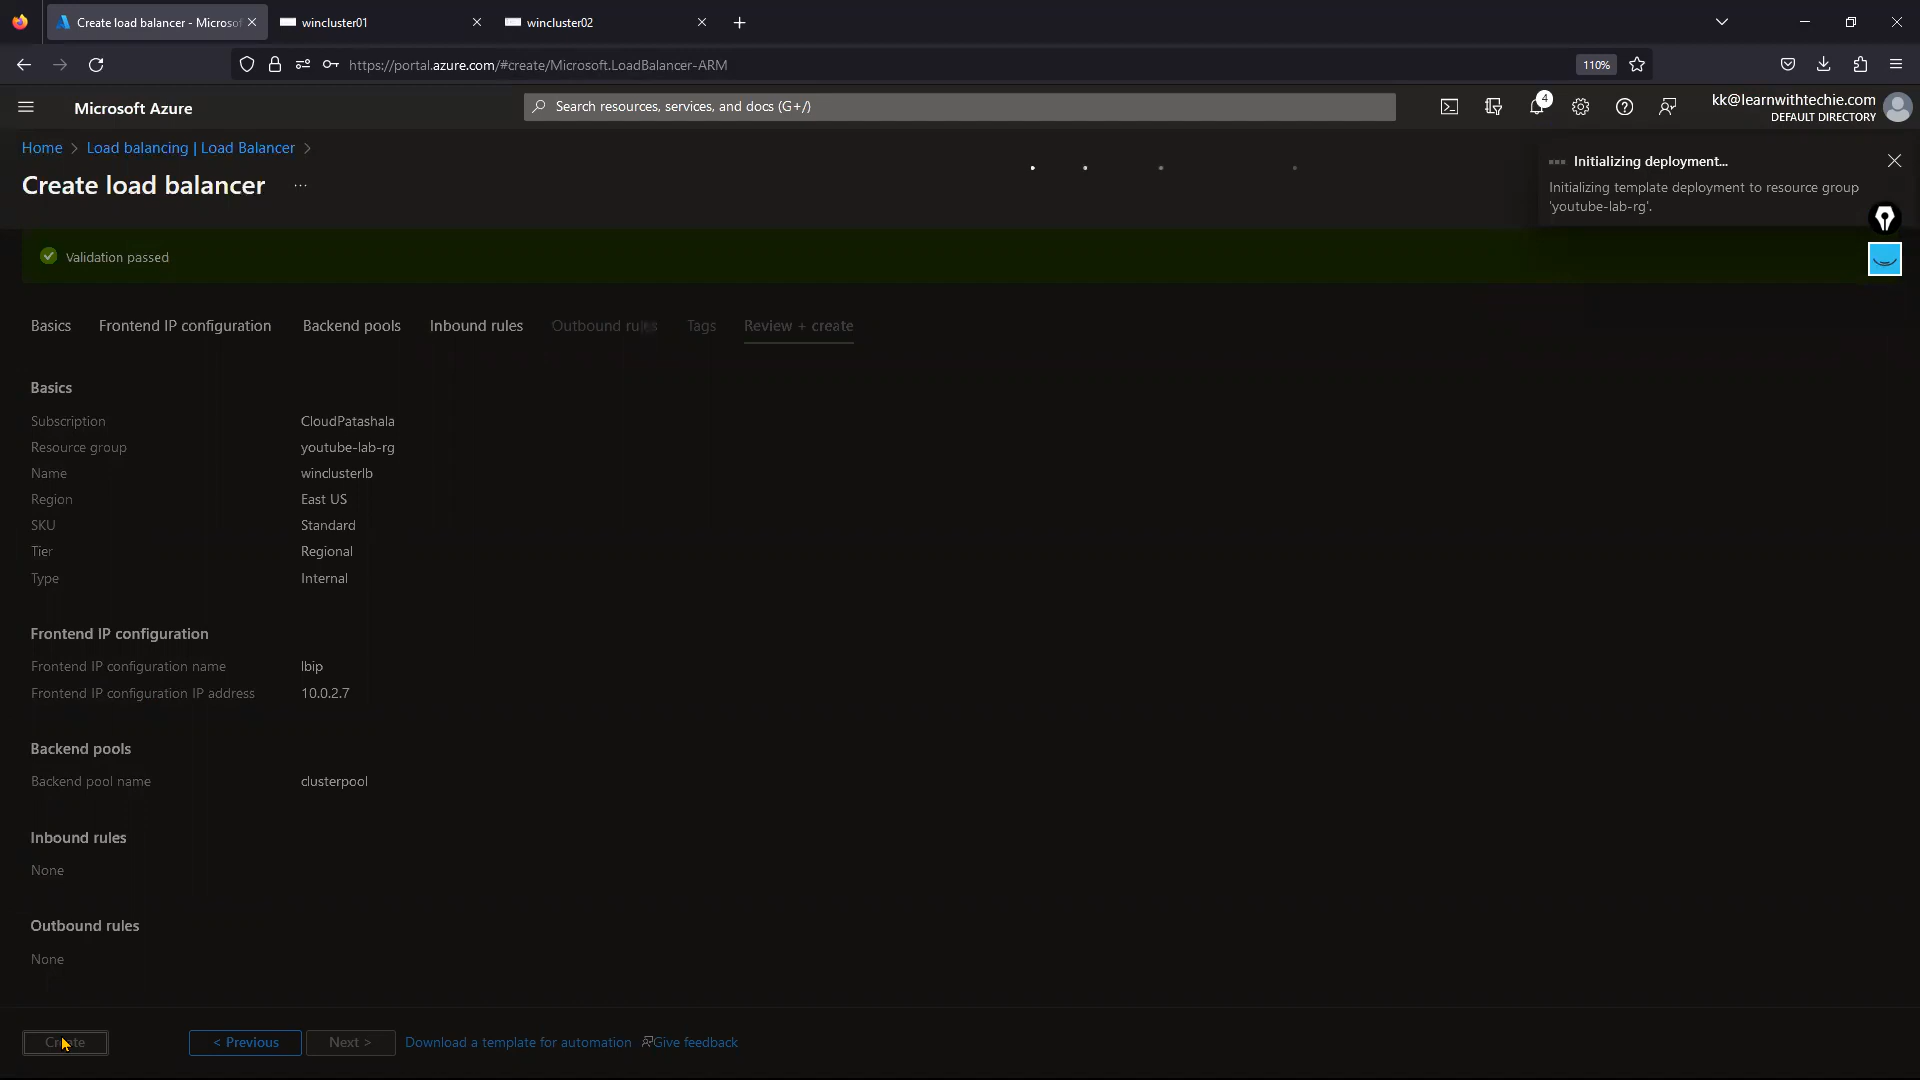 Create load balancer - Microso
wincluster01
wincluster02
https://portal.azure.com/#create/Microsoft.LoadBalancer-ARM
110%
Microsoft Azure
Search resources, services, and docs (G+/)
4
kk@learnwithtechie.com
DEFAULT DIRECTORY
Home > Load balancing | Load Balancer >
Create load balancer ...
Initializing deployment...
Initializing template deployment to resource group
'youtube-lab-rg'.
Validation passed
Basics Frontend IP configuration Backend pools Inbound rules Outbound rules Tags Review + create
Basics
Subscription CloudPatashala
Resource group youtube-lab-rg
Name winclusterlb
Region East US
SKU Standard
Tier Regional
Type Internal
Frontend IP configuration
Frontend IP configuration name lbip
Frontend IP configuration IP address 10.0.2.7
Backend pools
Backend pool name clusterpool
Inbound rules
None
Outbound rules
None
Create < Previous Next > Download a template for automation Give feedback